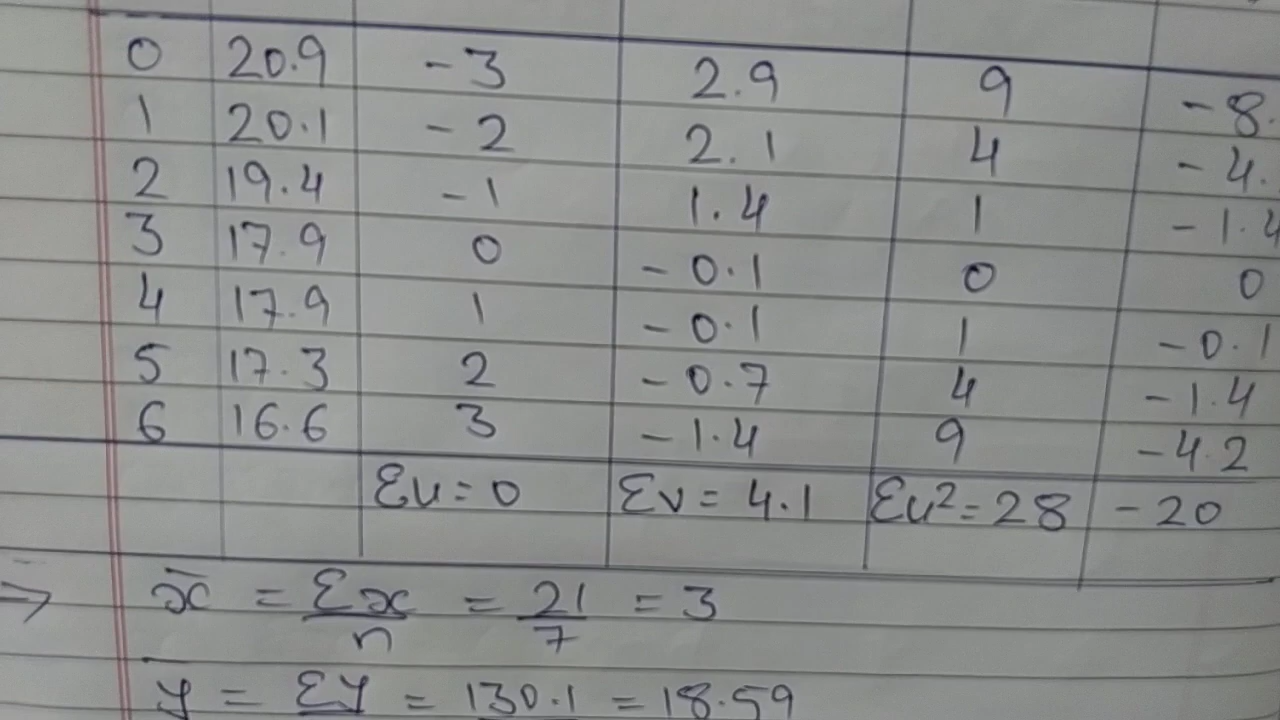 0 20.9 -3 2.9 9 -8.
1 20.1 -2 2.1 4 -4.
2 19.4 -1 1.4 1 -1.4
3 17.9 0 -0.1 0 0
4 17.9 1 -0.1 1 -0.1
5 17.3 2 -0.7 4 -1.4
6 16.6 3 -1.4 9 -4.2
Σu=0 Σv=4.1 Σu²=28 -20
⇒ x̄ = Σx/n = 21/7 = 3
ȳ = Σy = 130.1 = 18.59